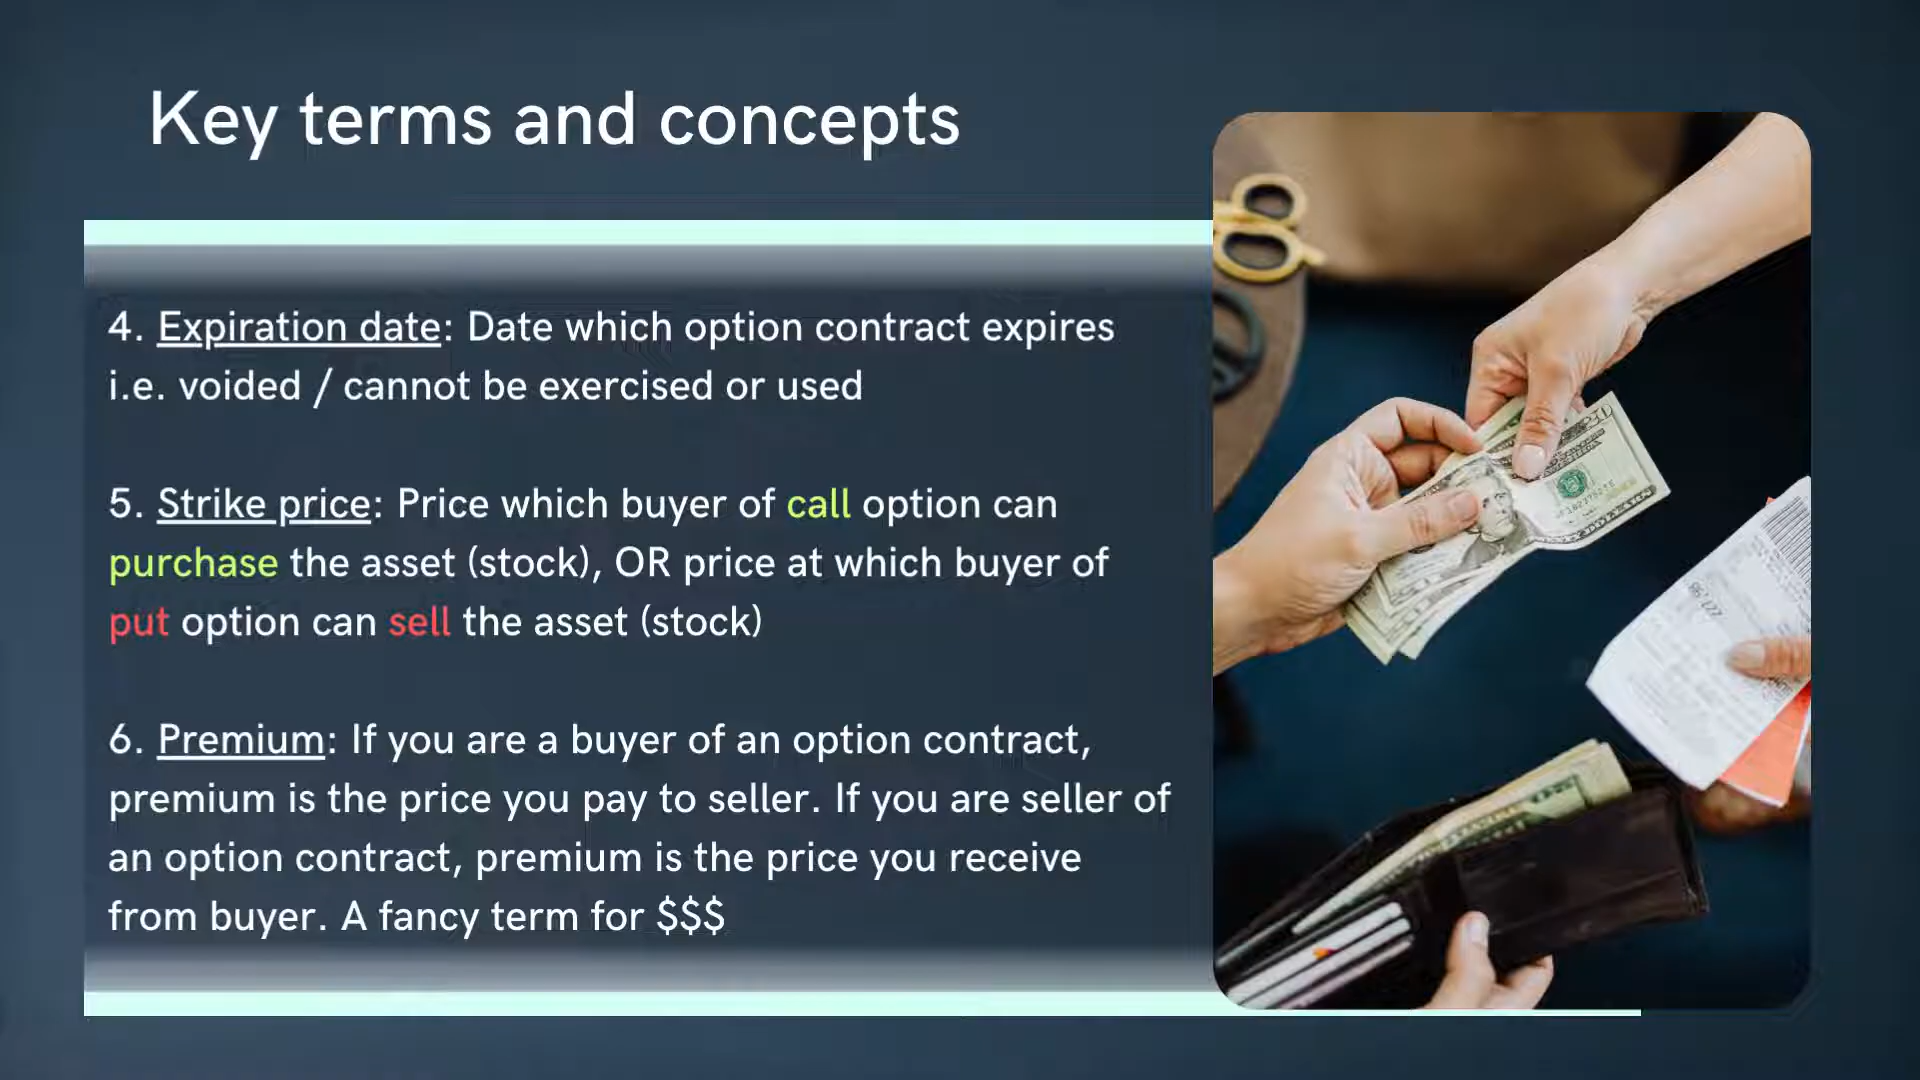 Key terms and concepts
4. Expiration date: Date which option contract expires
i.e. voided / cannot be exercised or used
5. Strike price: Price which buyer of call option can
purchase the asset (stock), OR price at which buyer of
put option can sell the asset (stock)
6. Premium: If you are a buyer of an option contract,
premium is the price you pay to seller. If you are seller of
an option contract, premium is the price you receive
from buyer. A fancy term for $$$